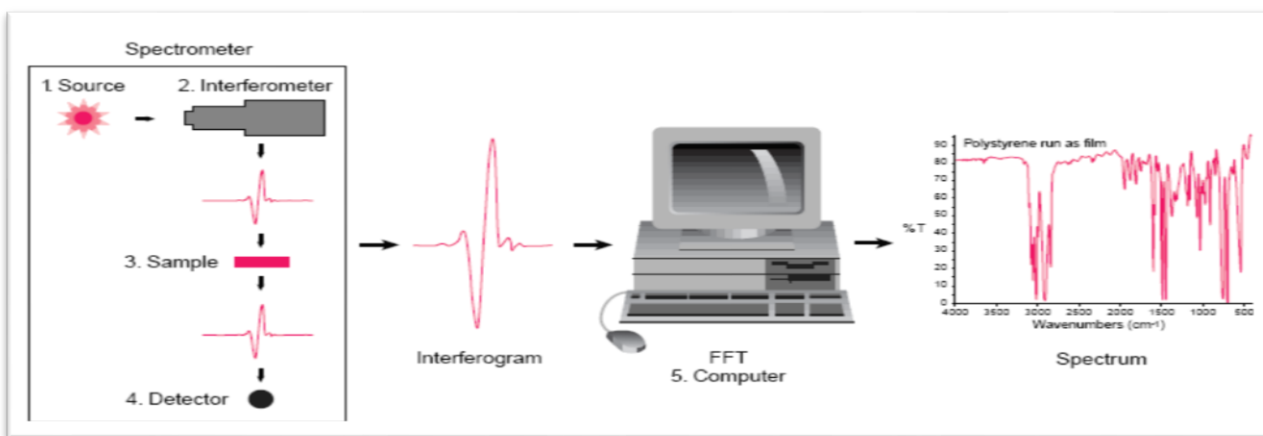 Spectrometer
1. Source
2. Interferometer
3. Sample
4. Detector
Interferogram
FFT
5. Computer
Polystyrene run as film
%T
90
80
70
60
50
40
30
20
10
0
4000 3500 3000 2500 2000 1500 1000 500
Wavenumbers (cm-1)
Spectrum